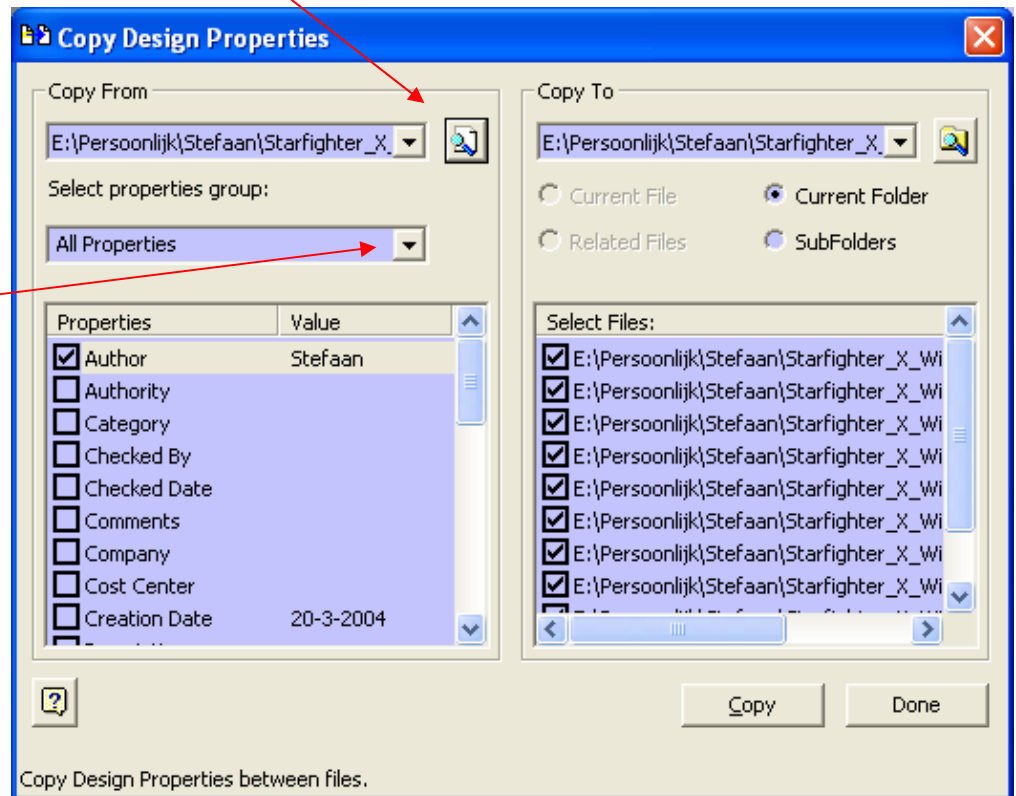 Copy Design Properties
Copy From
E:\Persoonlijk\Stefaan\Starfighter_X_
Select properties group:
All Properties
Properties Value
Author Stefaan
Authority
Category
Checked By
Checked Date
Comments
Company
Cost Center
Creation Date 20-3-2004
Copy To
E:\Persoonlijk\Stefaan\Starfighter_X_
Current File Current Folder
Related Files SubFolders
Select Files:
E:\Persoonlijk\Stefaan\Starfighter_X_Wi
E:\Persoonlijk\Stefaan\Starfighter_X_Wi
E:\Persoonlijk\Stefaan\Starfighter_X_Wi
E:\Persoonlijk\Stefaan\Starfighter_X_Wi
E:\Persoonlijk\Stefaan\Starfighter_X_Wi
E:\Persoonlijk\Stefaan\Starfighter_X_Wi
E:\Persoonlijk\Stefaan\Starfighter_X_Wi
E:\Persoonlijk\Stefaan\Starfighter_X_Wi
Copy Done
Copy Design Properties between files.